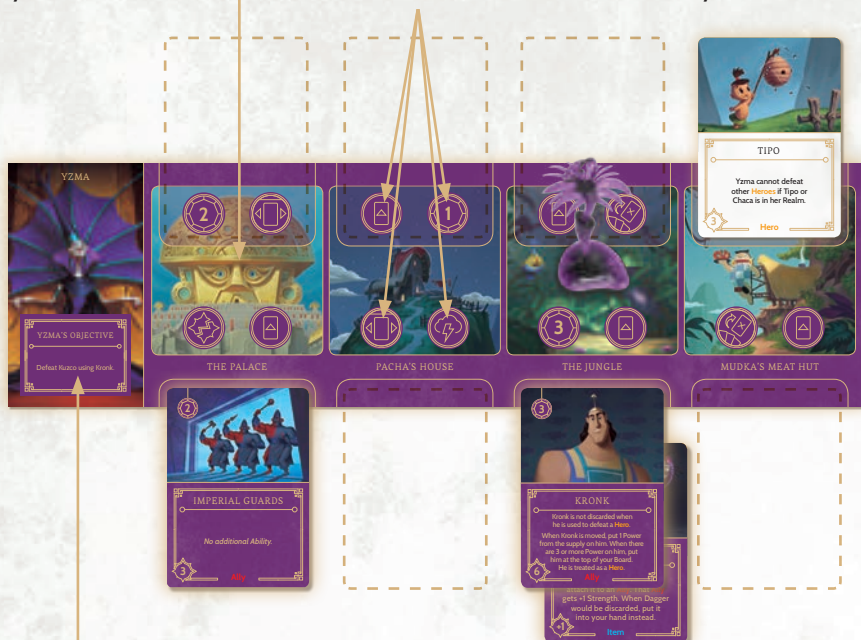 TIPO
Yzma cannot defeat
other Heroes if Tipo or
Chaca is in her Realm.
3
Hero
YZMA
2
1
3
YZMA'S OBJECTIVE
Defeat Kuzco using Kronk.
THE PALACE
PACHA'S HOUSE
THE JUNGLE
MUDKA'S MEAT HUT
2
IMPERIAL GUARDS
No additional Ability.
3
Ally
3
KRONK
Kronk is not discarded when
he is used to defeat a Hero.
When Kronk is moved, put 1 Power
from the supply on him. When there
are 3 or more Power on him, put
him at the top of your Board.
He is treated as a Hero.
6
Ally
gets +1 Strength. When Dagger
would be discarded, put it
into your hand instead.
+1
Item